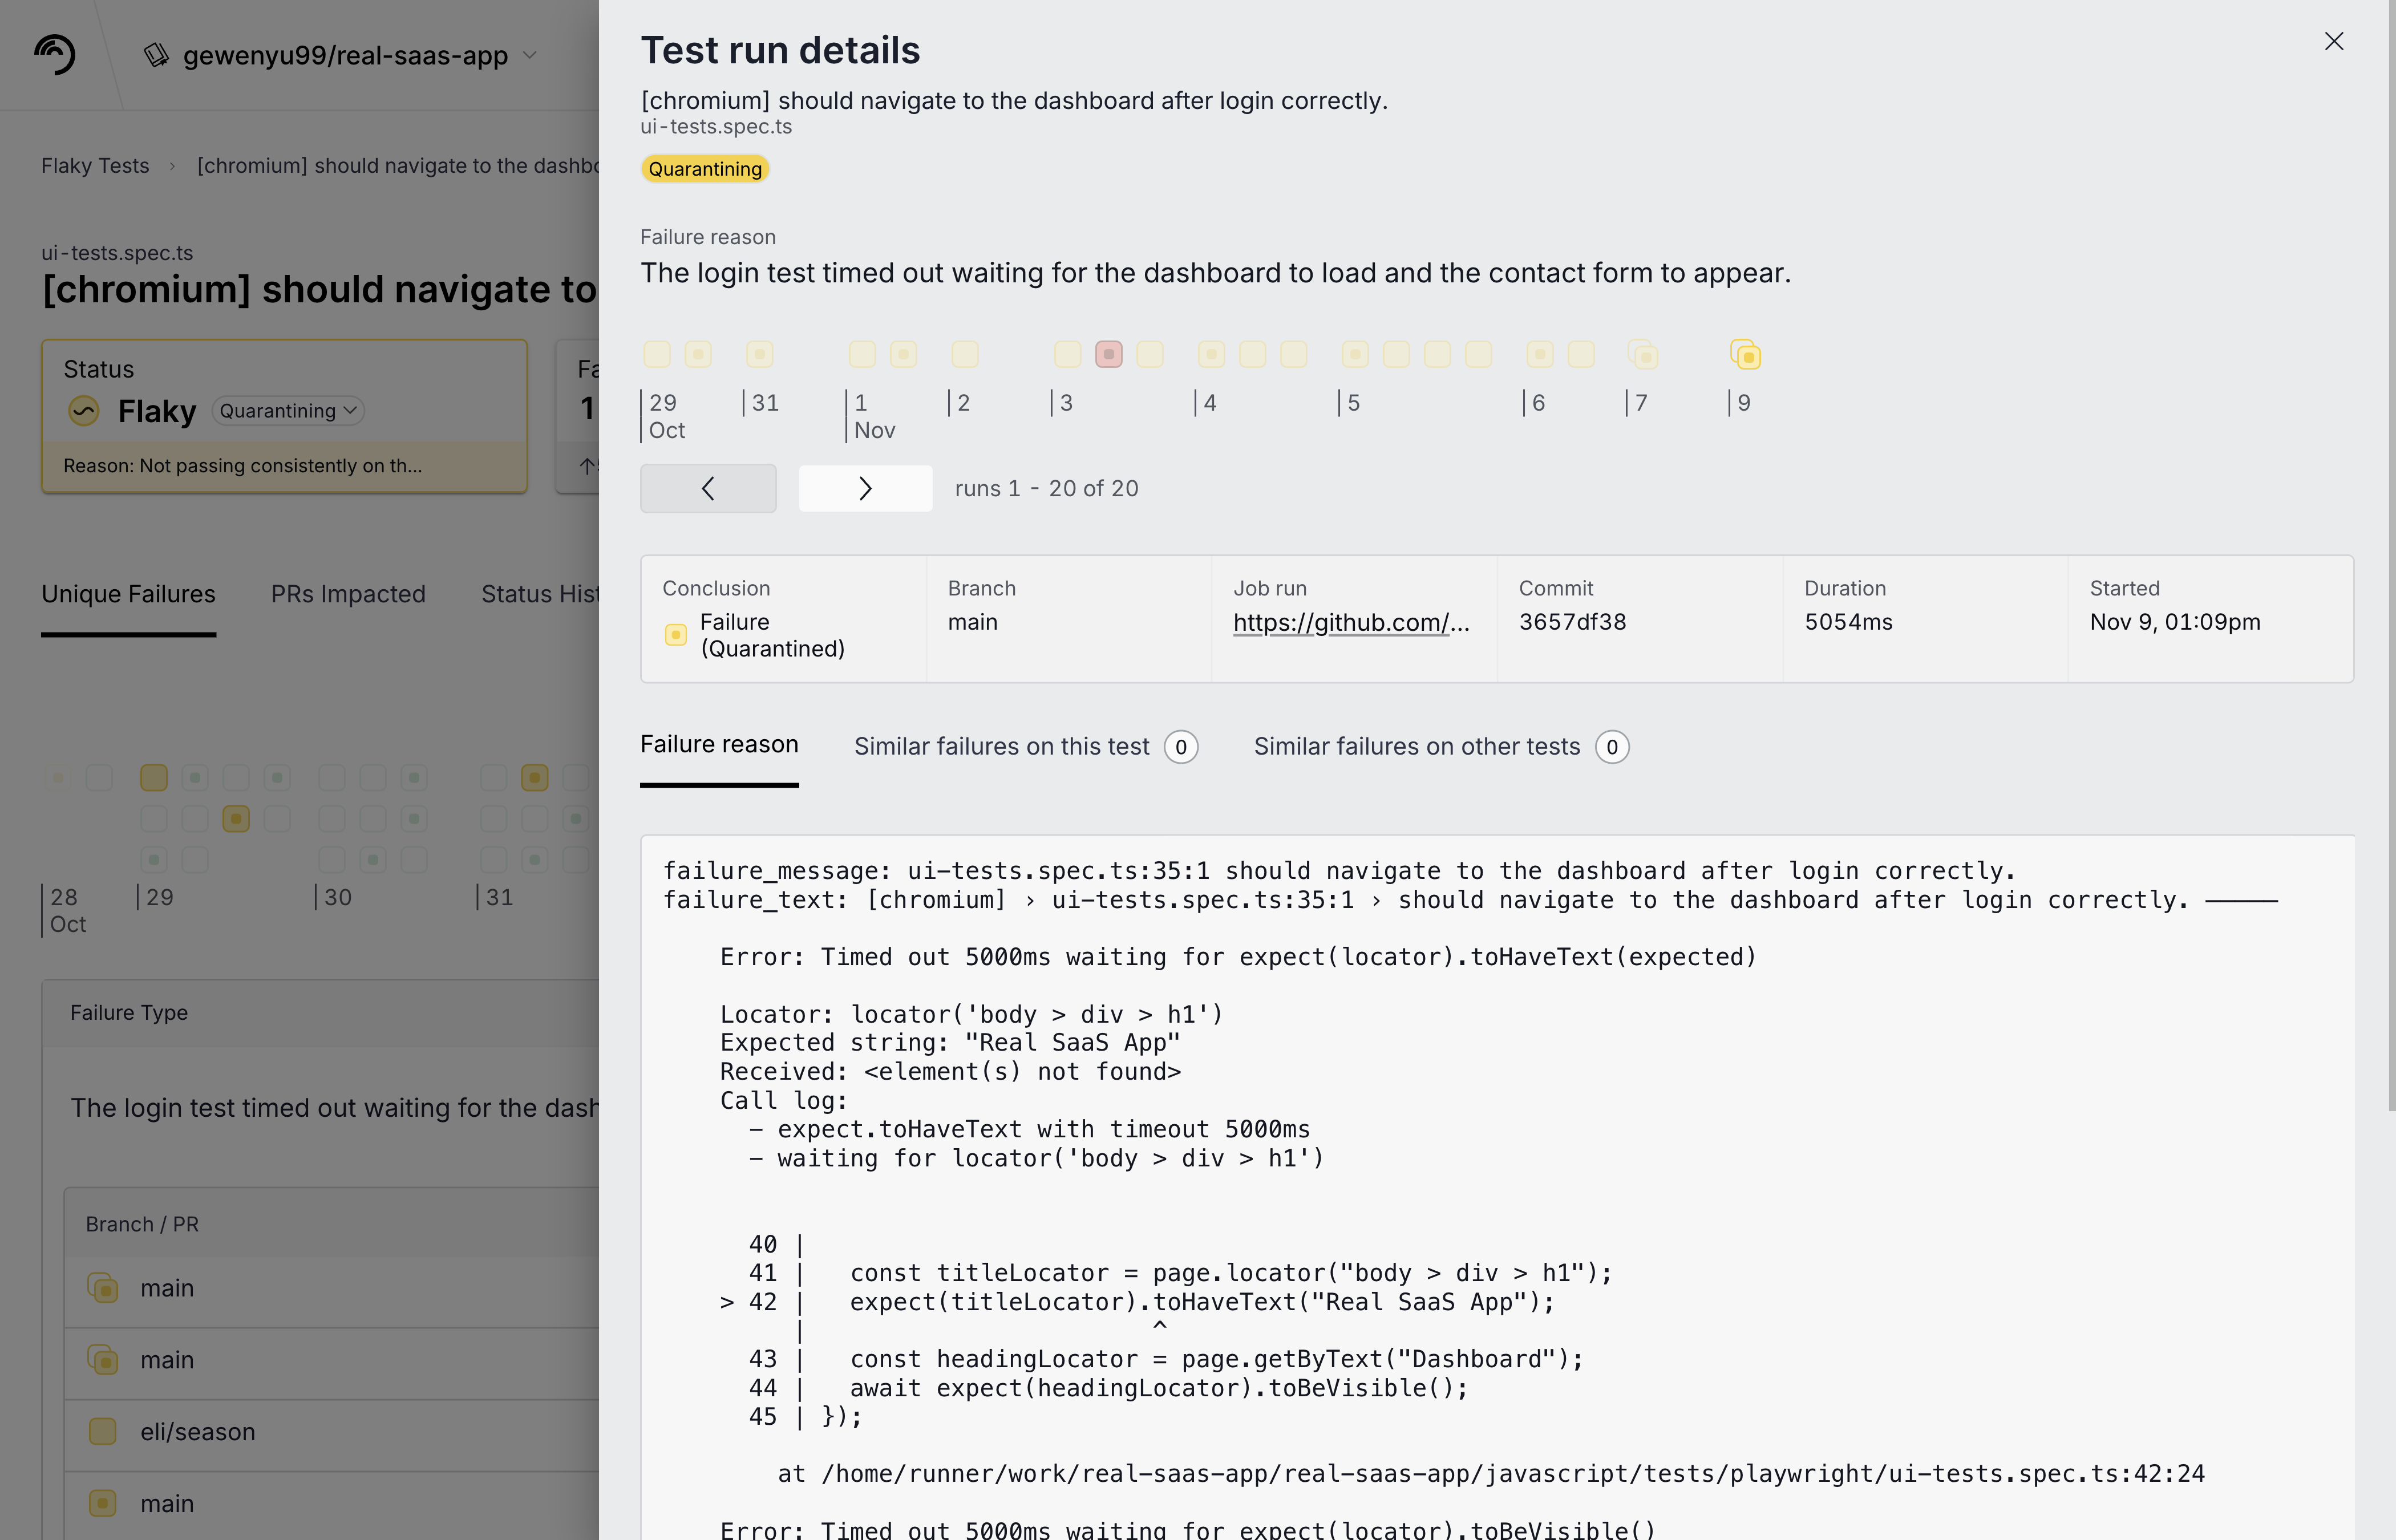 gewenyu99/real-saas-app
Flaky Tests › [chromium] should navigate to the dashbo
ui-tests.spec.ts
[chromium] should navigate to
Status
Flaky Quarantining
Reason: Not passing consistently on th...
Fa
1
↑
Unique Failures PRs Impacted Status Hist
28 29 30 31
Oct
Failure Type
The login test timed out waiting for the dash
Branch / PR
main
main
eli/season
main
Test run details
[chromium] should navigate to the dashboard after login correctly.
ui-tests.spec.ts
Quarantining
Failure reason
The login test timed out waiting for the dashboard to load and the contact form to appear.
29 31 1 2 3 4 5 6 7 9
Oct Nov
runs 1 - 20 of 20
Conclusion Branch Job run Commit Duration Started
Failure main https://github.com/... 3657df38 5054ms Nov 9, 01:09pm
(Quarantined)
Failure reason Similar failures on this test 0 Similar failures on other tests 0
failure_message: ui-tests.spec.ts:35:1 should navigate to the dashboard after login correctly.
failure_text: [chromium] › ui-tests.spec.ts:35:1 › should navigate to the dashboard after login correctly. ─────
Error: Timed out 5000ms waiting for expect(locator).toHaveText(expected)
Locator: locator('body > div > h1')
Expected string: "Real SaaS App"
Received: <element(s) not found>
Call log:
- expect.toHaveText with timeout 5000ms
- waiting for locator('body > div > h1')
40 |
41 | const titleLocator = page.locator("body > div > h1");
> 42 | expect(titleLocator).toHaveText("Real SaaS App");
| ^
43 | const headingLocator = page.getByText("Dashboard");
44 | await expect(headingLocator).toBeVisible();
45 | });
at /home/runner/work/real-saas-app/real-saas-app/javascript/tests/playwright/ui-tests.spec.ts:42:24
Error: Timed out 5000ms waiting for expect(locator).toBeVisible()